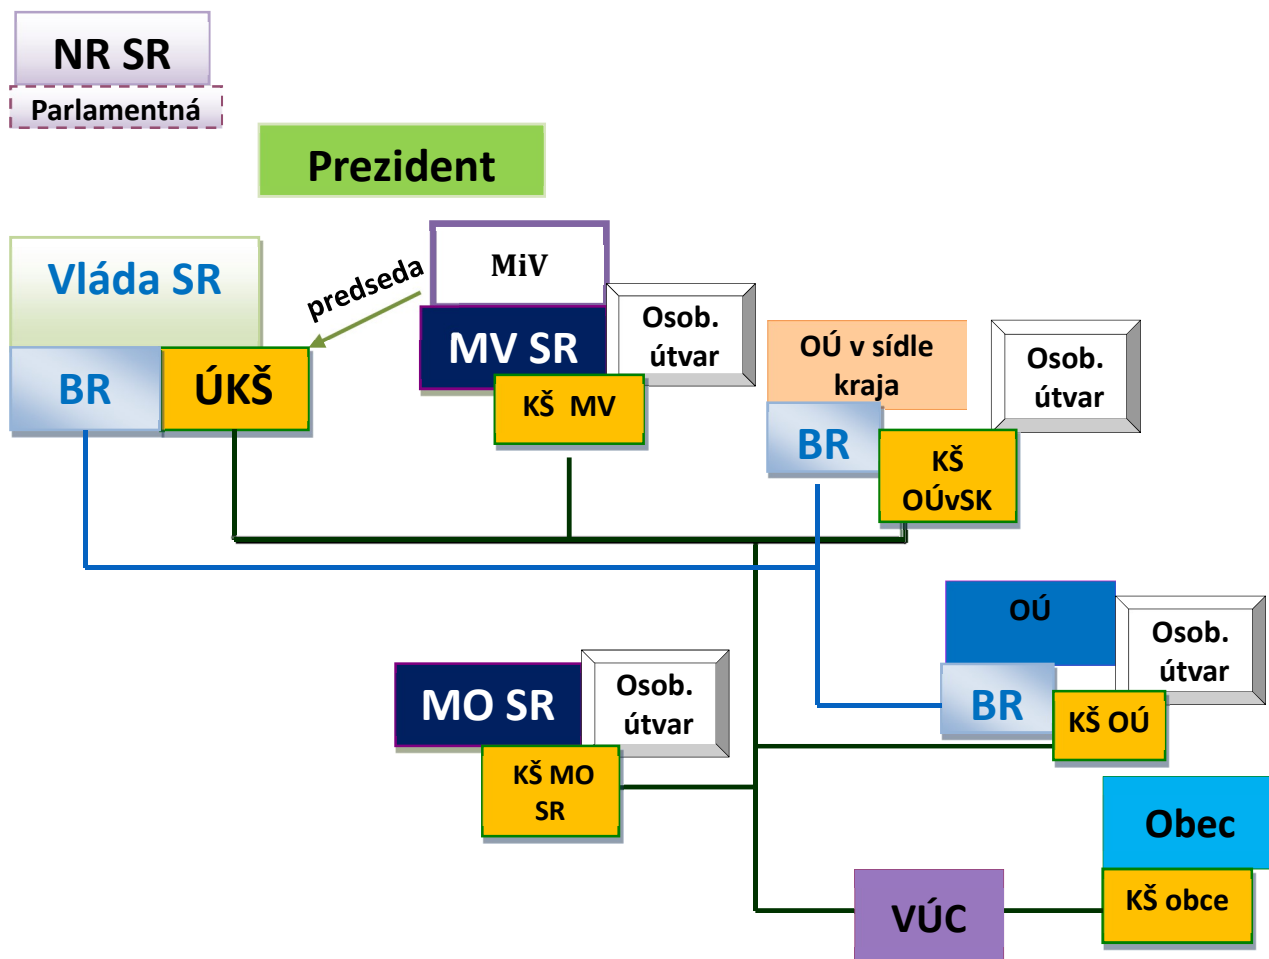 NR SR
Parlamentná
Prezident
Vláda SR
BR
ÚKŠ
predseda
MiV
MV SR
Osob.
útvar
KŠ  MV
OÚ v sídle
kraja
BR
KŠ
OÚvSK
Osob.
útvar
OÚ
Osob.
útvar
BR
KŠ OÚ
MO SR
Osob.
útvar
KŠ MO
SR
Obec
KŠ obce
VÚC